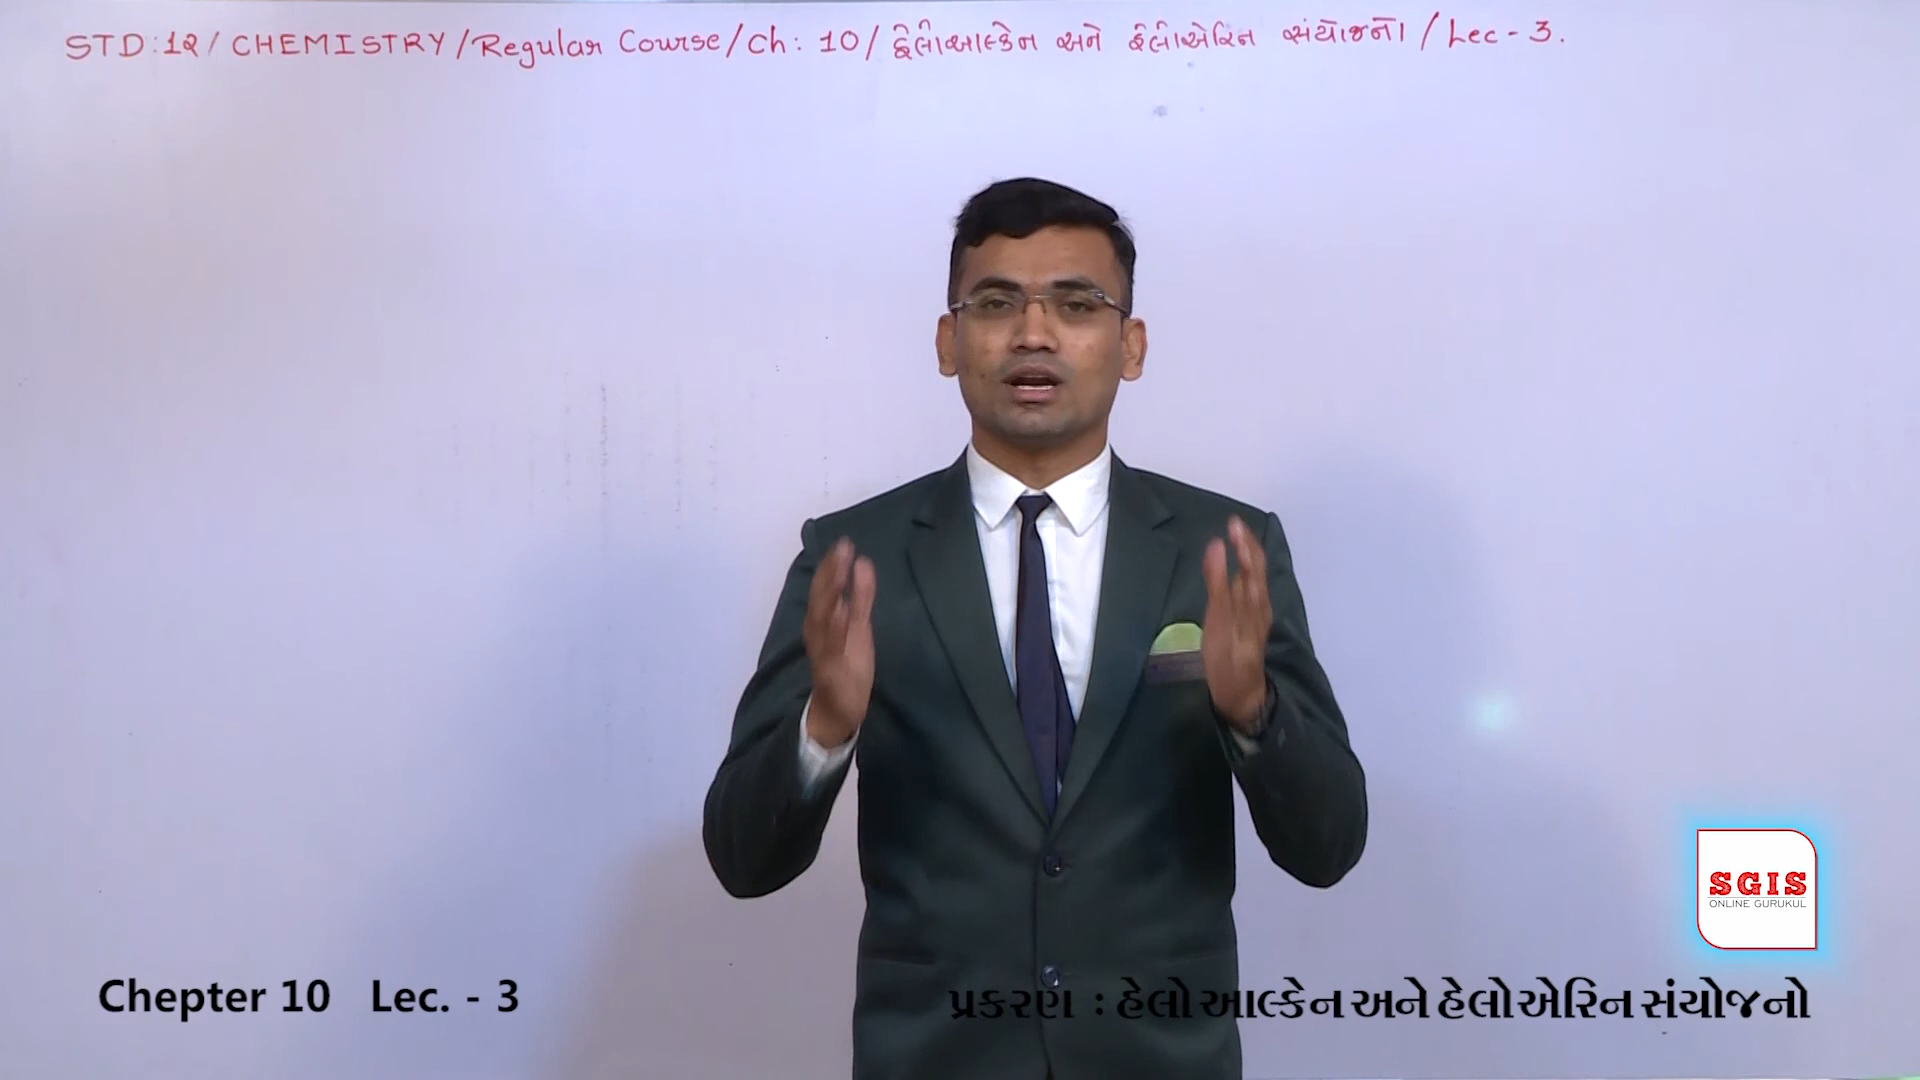 STD:12/ CHEMISTRY/Regular Course/Ch: 10/ હેલોઆલ્કેન અને હેલોએરિન સંયોજનો /Lec-3.
SGIS
ONLINE GURUKUL
Chepter 10 Lec. - 3
પ્રકરણ : હેલોઆલ્કેન અને હેલોએરિન સંયોજનો